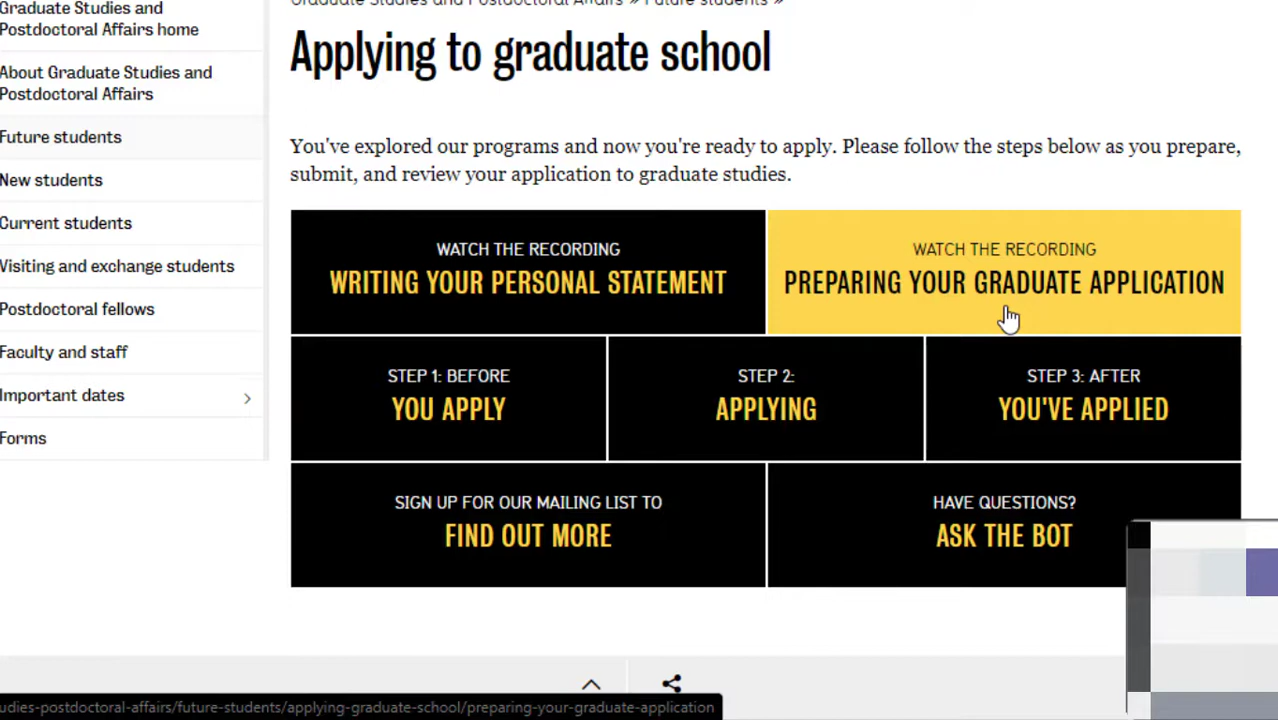 Graduate Studies and Postdoctoral Affairs » Future students »
Graduate Studies and
Postdoctoral Affairs home
About Graduate Studies and
Postdoctoral Affairs
Future students
New students
Current students
Visiting and exchange students
Postdoctoral fellows
Faculty and staff
Important dates
Forms
Applying to graduate school
You've explored our programs and now you're ready to apply. Please follow the steps below as you prepare,
submit, and review your application to graduate studies.
WATCH THE RECORDING
WRITING YOUR PERSONAL STATEMENT
WATCH THE RECORDING
PREPARING YOUR GRADUATE APPLICATION
STEP 1: BEFORE
YOU APPLY
STEP 2:
APPLYING
STEP 3: AFTER
YOU'VE APPLIED
SIGN UP FOR OUR MAILING LIST TO
FIND OUT MORE
HAVE QUESTIONS?
ASK THE BOT
udies-postdoctoral-affairs/future-students/applying-graduate-school/preparing-your-graduate-application